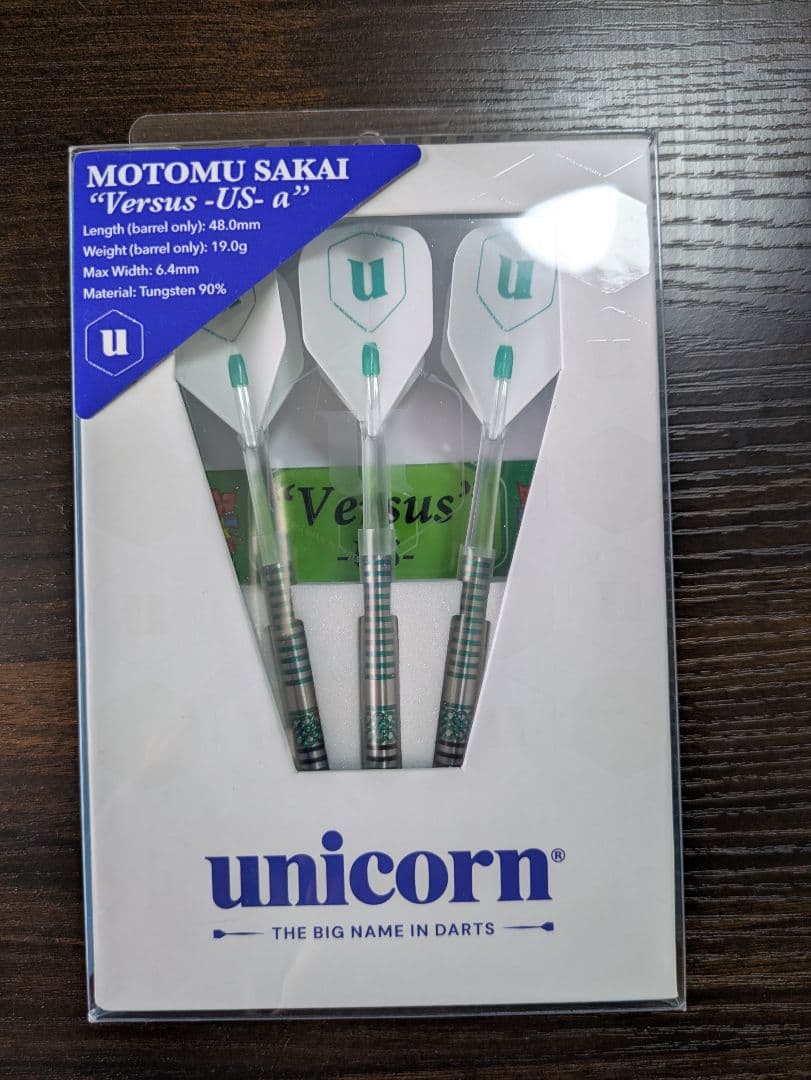 MOTOMU SAKAI
“Versus -US- a”
Length (barrel only): 48.0mm
Weight (barrel only): 19.0g
Max Width: 6.4mm
Material: Tungsten 90%
u
u
u
“Versus”
unicorn®
THE BIG NAME IN DARTS